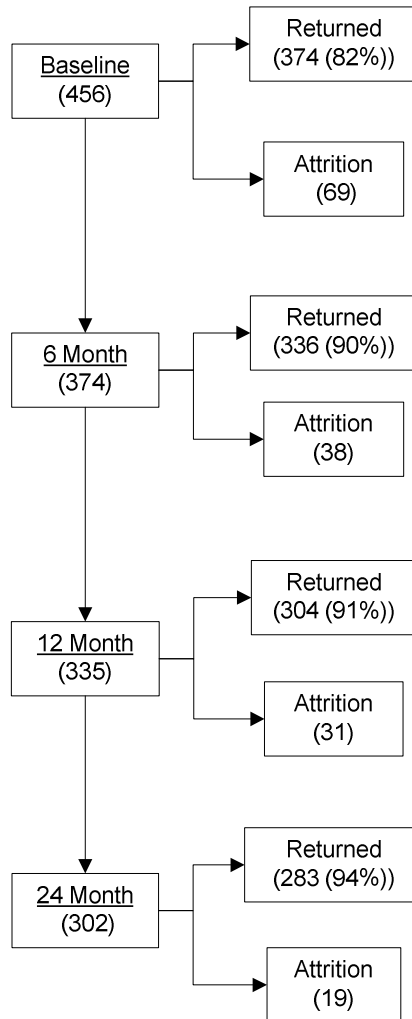 Baseline
(456)
Returned
(374 (82%))
Attrition
(69)
6 Month
(374)
Returned
(336 (90%))
Attrition
(38)
12 Month
(335)
Returned
(304 (91%))
Attrition
(31)
24 Month
(302)
Returned
(283 (94%))
Attrition
(19)